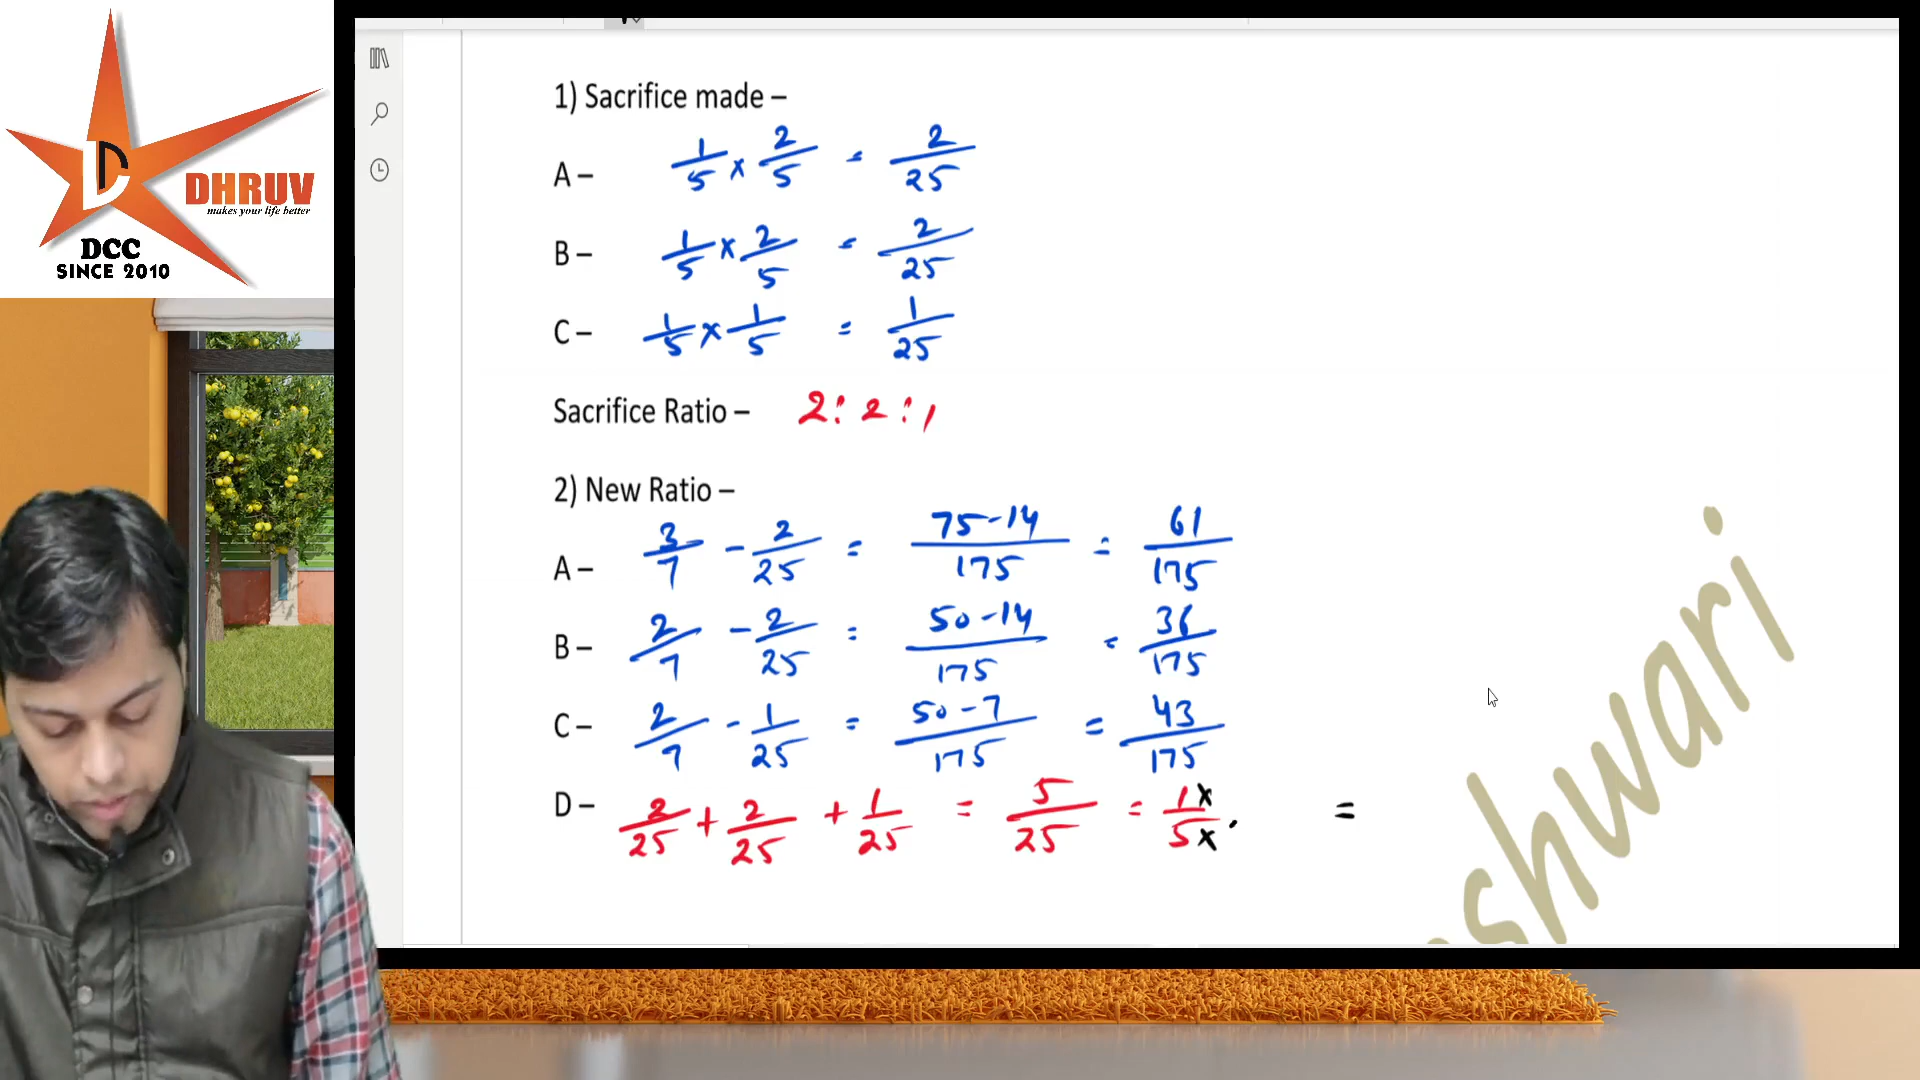 DHRUV
makes your life better
DCC
SINCE 2010
1) Sacrifice made –
A – 1/5 × 2/5 = 2/25
B – 1/5 × 2/5 = 2/25
C – 1/5 × 1/5 = 1/25
Sacrifice Ratio – 2 : 2 : 1
2) New Ratio –
A – 3/7 - 2/25 = 75-14/175 = 61/175
B – 2/7 - 2/25 = 50-14/175 = 36/175
C – 2/7 - 1/25 = 50-7/175 = 43/175
D – 2/25 + 2/25 + 1/25 = 5/25 = 1×/5× =
shwari